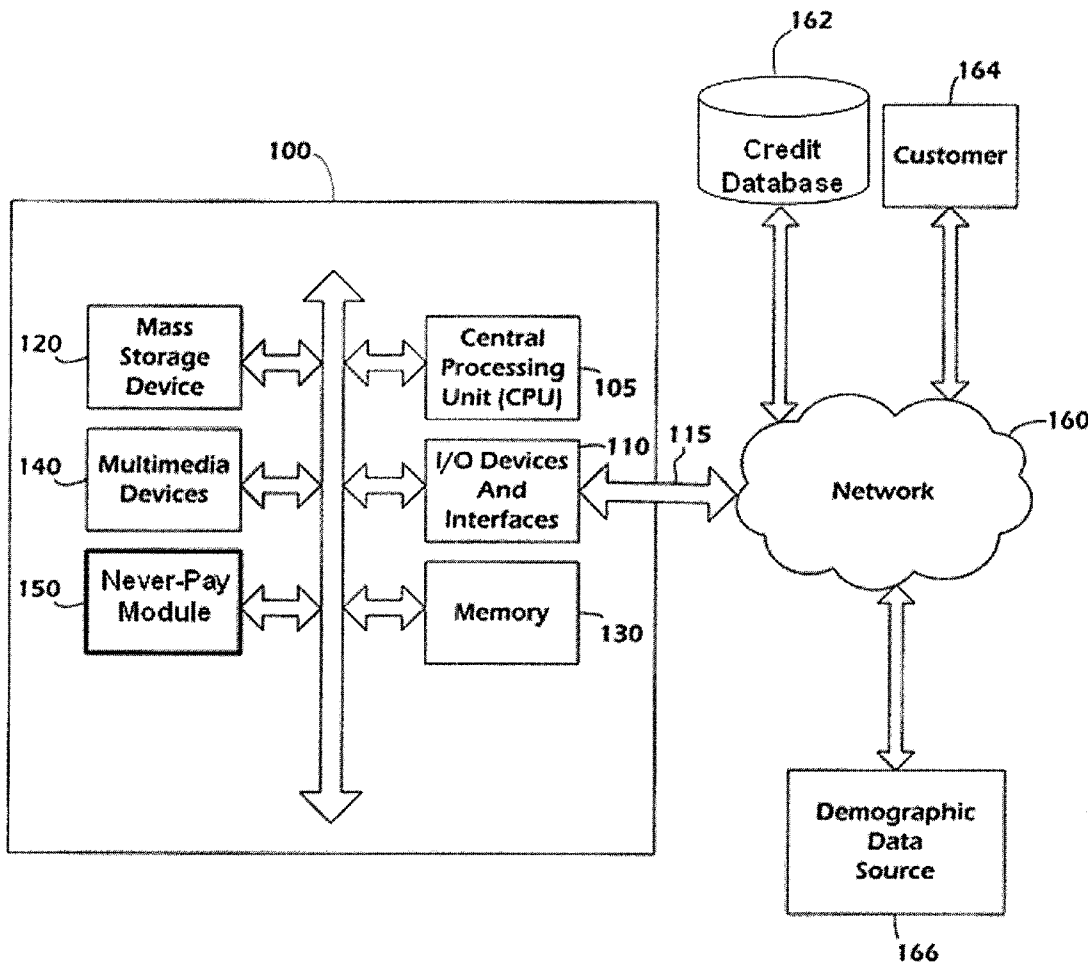 162
164
Credit
Database
Customer
100
120
Mass
Storage
Device
Central
Processing
Unit (CPU)
105
140
Multimedia
Devices
110
I/O Devices
And
Interfaces
115
160
Network
150
Never-Pay
Module
Memory
130
Demographic
Data
Source
166